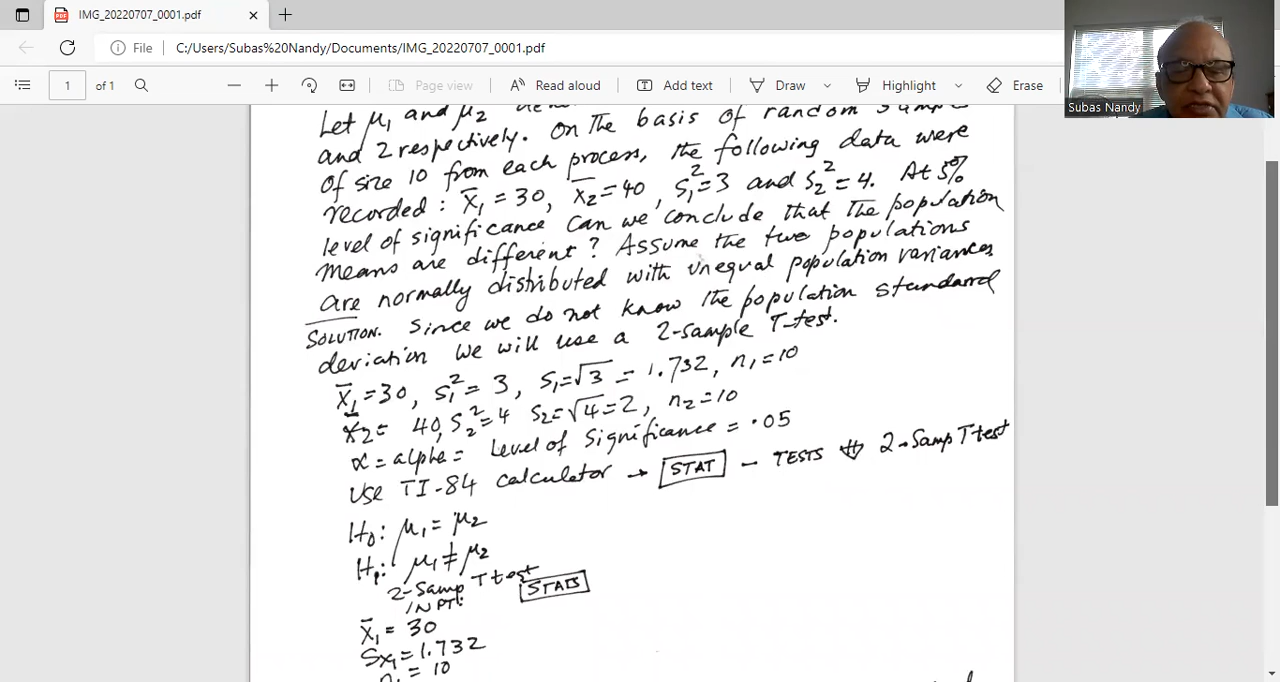 IMG_20220707_0001.pdf
File C:/Users/Subas%20Nandy/Documents/IMG_20220707_0001.pdf
1 of 1 Page view Read aloud Add text Draw Highlight Erase
Subas Nandy
Let μ1 and μ2
and 2 respectively. On the basis of random
of size 10 from each process, the following data were
recorded: x̄1 = 30, x̄2 = 40, s1² = 3 and s2² = 4. At 5%
level of significance can we conclude that the population
means are different? Assume the two populations
are normally distributed with unequal population variances
SOLUTION. Since we do not know the population standard
deviation we will use a 2-sample T-test.
x̄1 = 30, s1² = 3, s1 = √3 = 1.732, n1 = 10
x̄2 = 40, s2² = 4 s2 = √4 = 2, n2 = 10
α = alpha = Level of significance = .05
Use TI-84 calculator → STAT — TESTS 2-SampTtest
H0: μ1 = μ2
μ1 ≠ μ2
2-Samp T test STATS
INPT:
x̄1 = 30
Sx1 = 1.732
n1 = 10